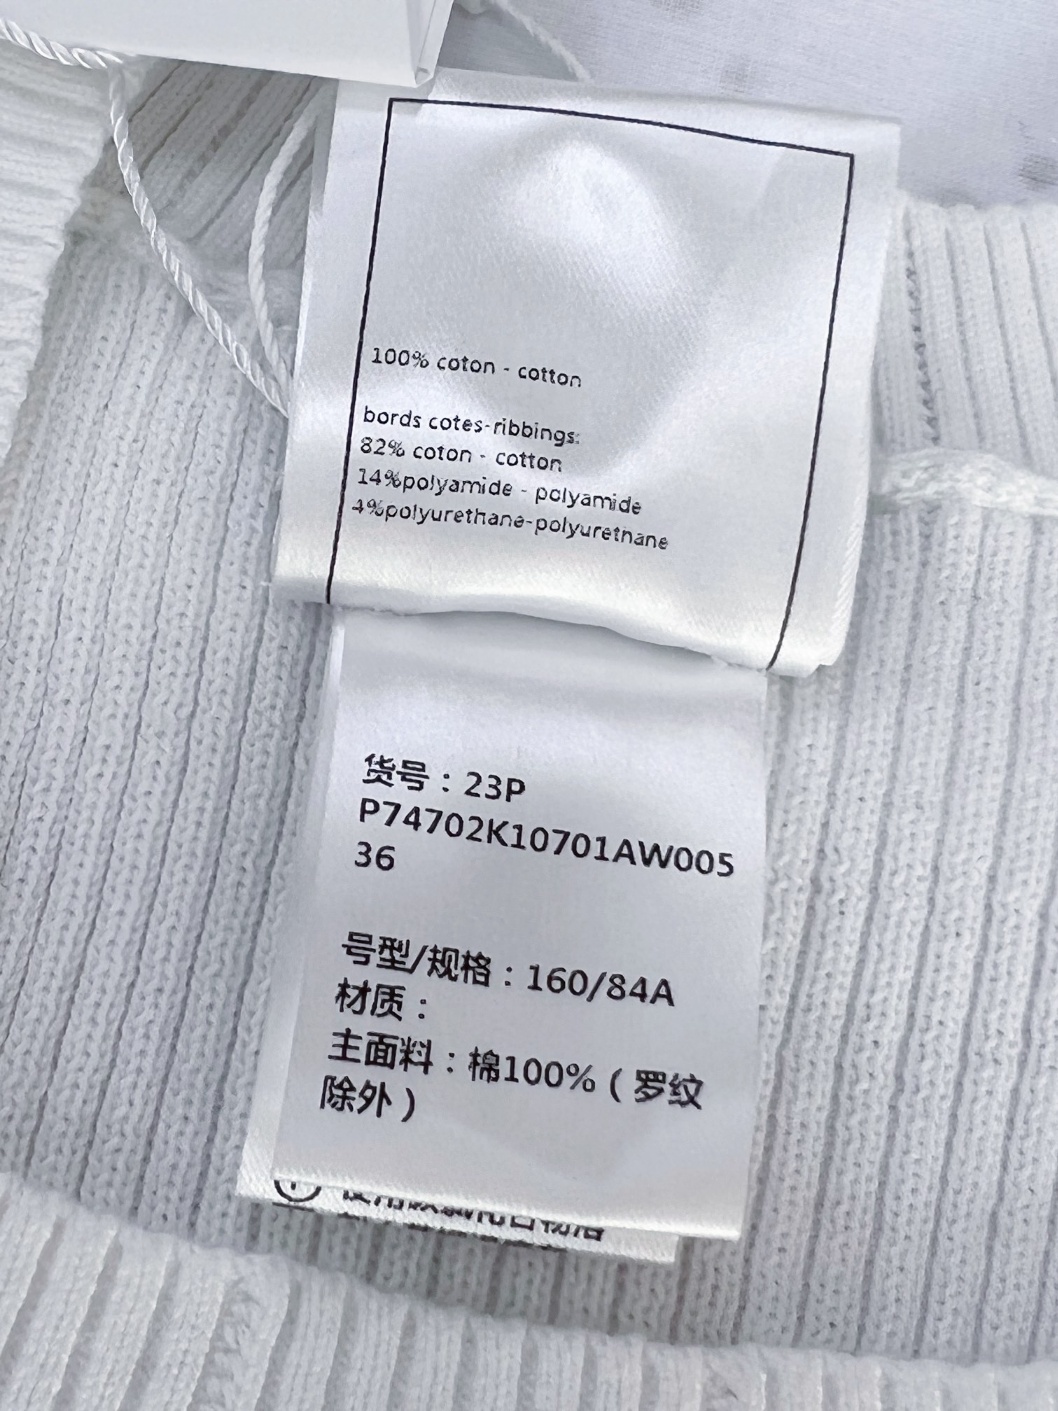 100% coton - cotton
bords cotes-ribbings:
82% coton - cotton
14%polyamide - polyamide
4%polyurethane-polyurethane
货号：23P
P74702K10701AW005
36
号型/规格：160/84A
材质：
主面料：棉100%（罗纹
除外）